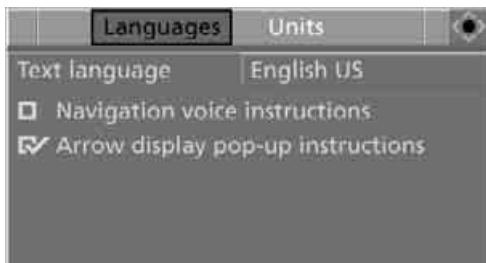 Languages Units
Text language English US
Navigation voice instructions
Arrow display pop-up instructions